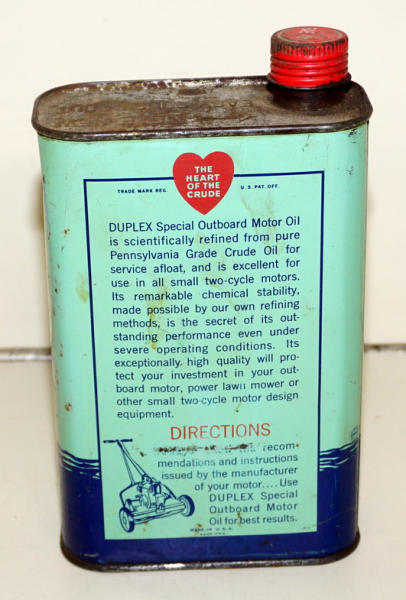 THE
HEART
OF THE
CRUDE
TRADE MARK REG. U.S. PAT. OFF.
DUPLEX Special Outboard Motor Oil
is scientifically refined from pure
Pennsylvania Grade Crude Oil for
service afloat, and is excellent for
use in all small two-cycle motors.
Its remarkable chemical stability,
made possible by our own refining
methods, is the secret of its out-
standing performance even under
severe operating conditions. Its
exceptionally high quality will pro-
tect your investment in your out-
board motor, power lawn mower or
other small two-cycle motor design
equipment.
DIRECTIONS
recom-
mendations and instructions
issued by the manufacturer
of your motor.... Use
DUPLEX Special
Outboard Motor
Oil for best results.
MADE IN U.S.A.